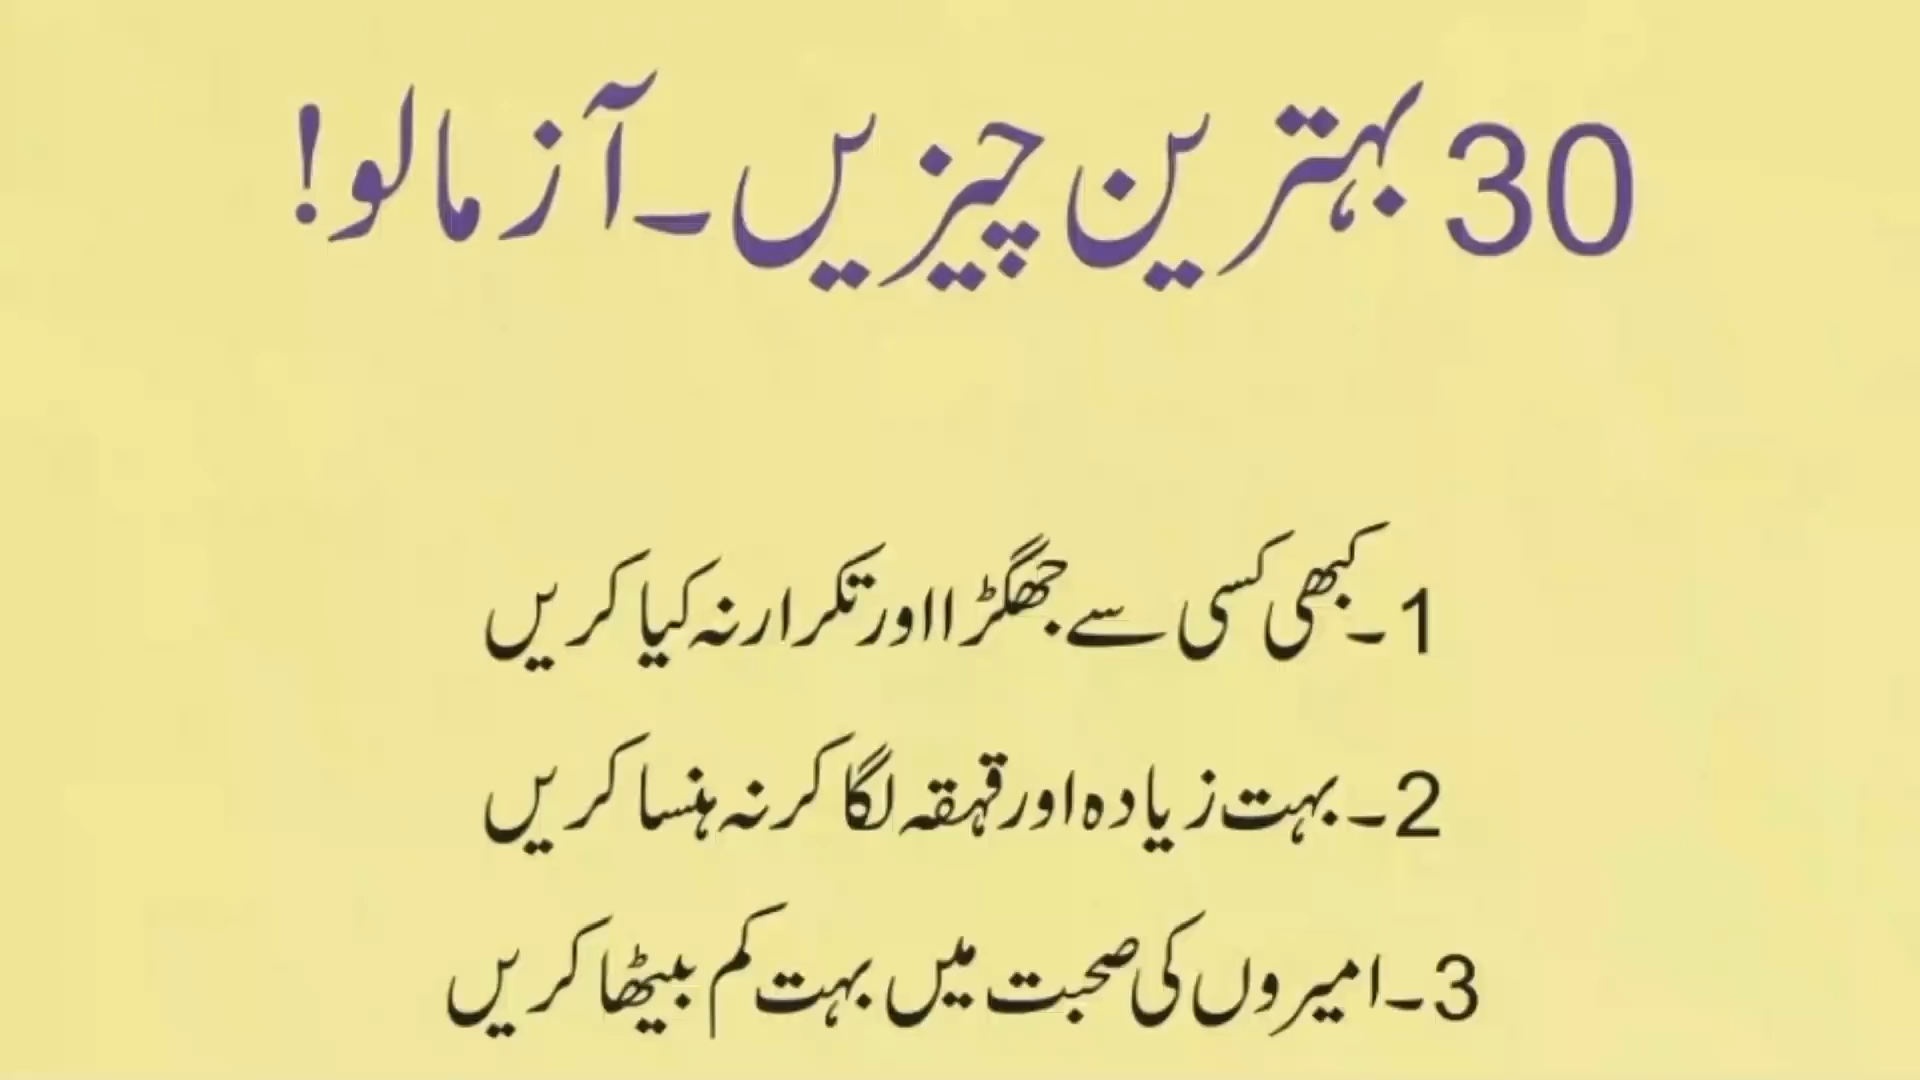 30 بہترین چیزیں۔ آزمالو!
1۔ کبھی کسی سے جھگڑا اور تکرار نہ کیا کریں
2۔ بہت زیادہ اور قہقہ لگا کر نہ ہنسا کریں
3۔ امیروں کی صحبت میں بہت کم بیٹھا کریں